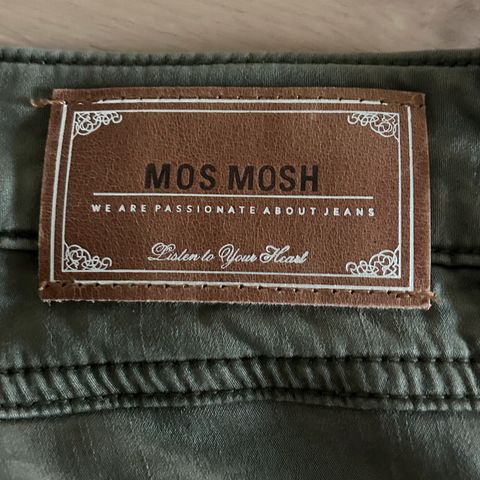 MOS MOSH
WE ARE PASSIONATE ABOUT JEANS
Listen to Your Heart